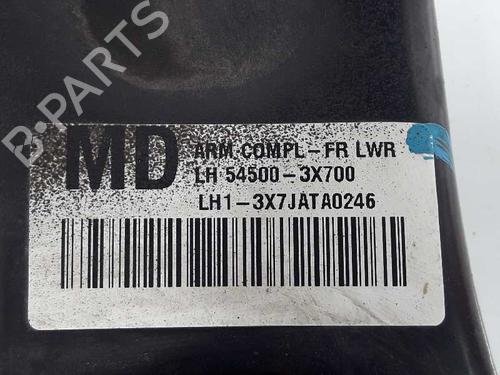 B-PARTS
MD
ARM COMPL-FR LWR
LH 54500-3X700
LH1-3X7JATA0246